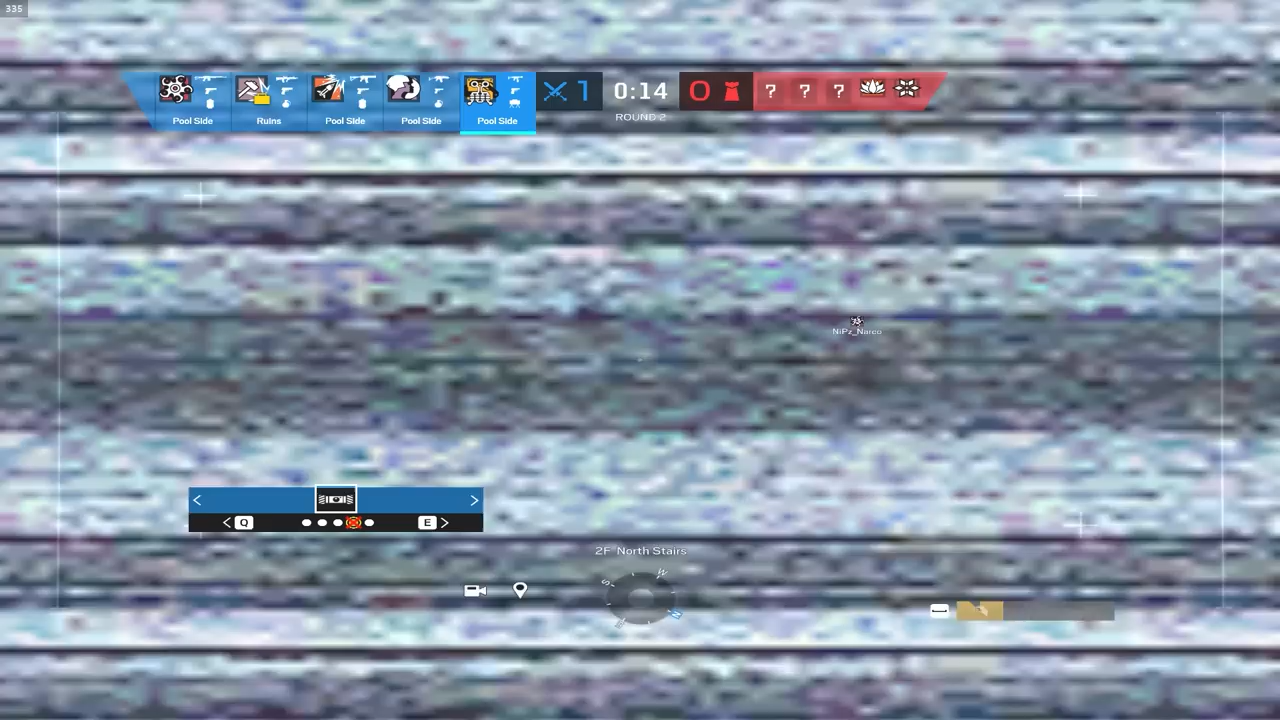 335
1 0:14 0 ? ? ?
ROUND 2
Pool Side Ruins Pool Side Pool Side Pool Side
NiPz_Narco
< >
< Q E >
2F North Stairs
S W N